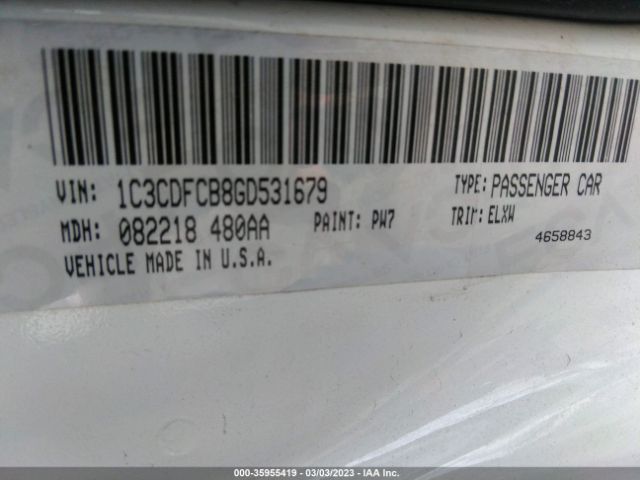 VIN: 1C3CDFCB8GD531679 TYPE: PASSENGER CAR
MDH: 082218 480AA PAINT: PW7 TRIM: ELXW
VEHICLE MADE IN U.S.A. 4658843
000-35955419 - 03/03/2023 - IAA Inc.